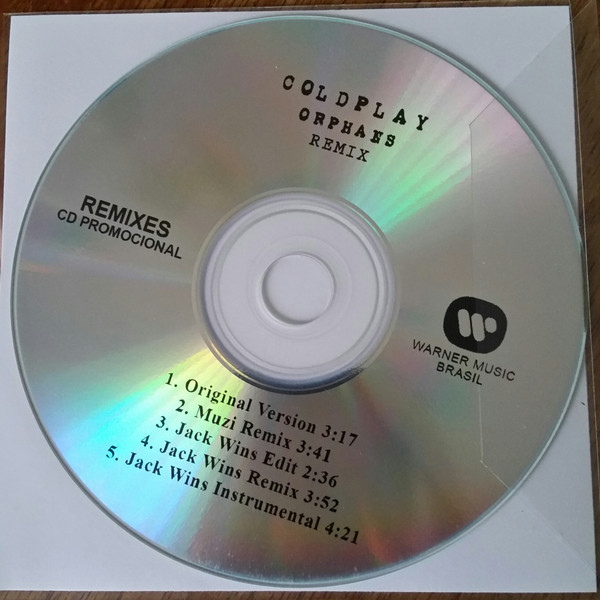 COLDPLAY
ORPHANS
REMIX
REMIXES
CD PROMOCIONAL
WARNER MUSIC
BRASIL
1. Original Version 3:17
2. Muzi Remix 3:41
3. Jack Wins Edit 2:36
4. Jack Wins Remix 3:52
5. Jack Wins Instrumental 4:21